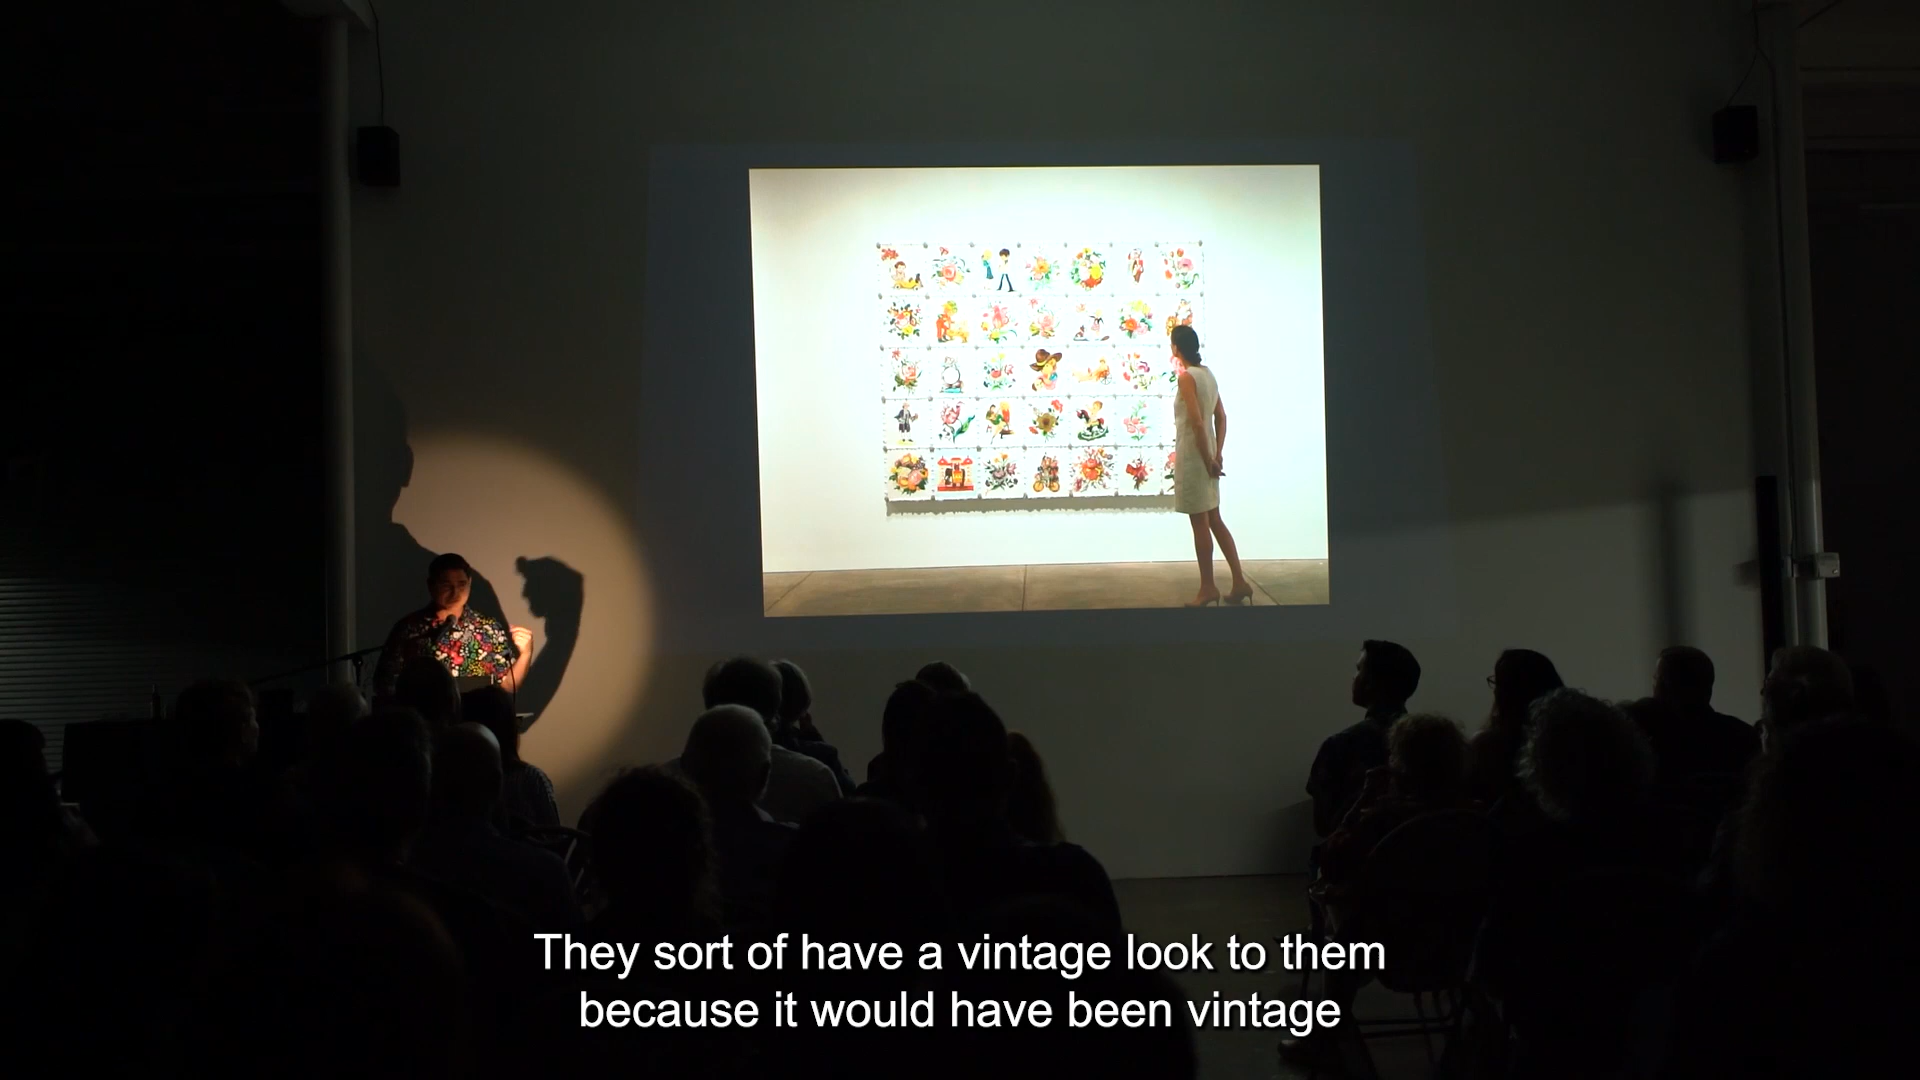 They sort of have a vintage look to them
because it would have been vintage